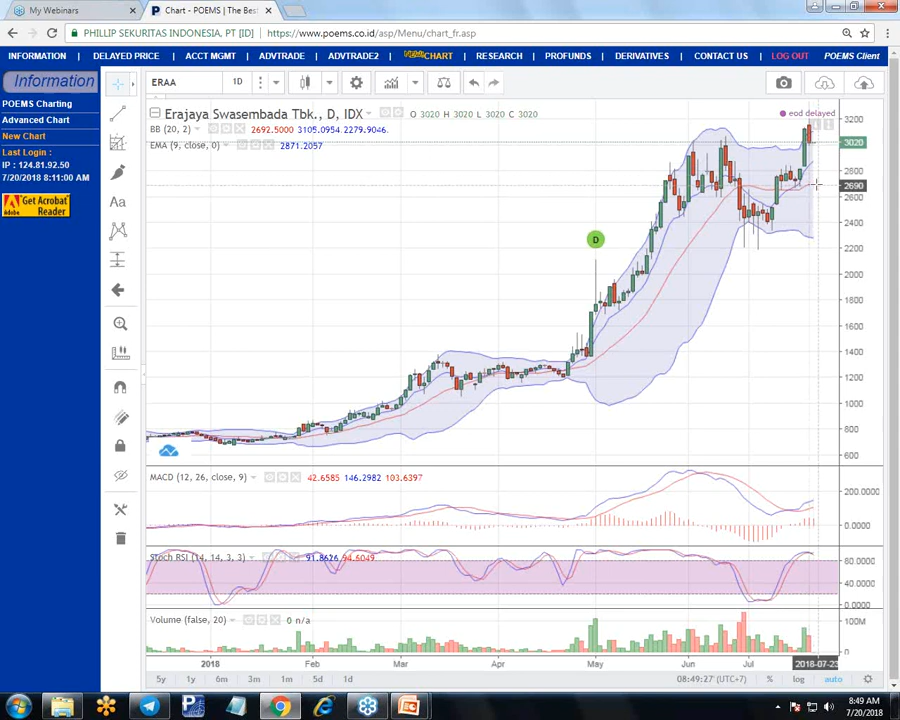 My Webinars
Chart - POEMS | The Bes
PHILLIP SEKURITAS INDONESIA, PT [ID]
https://www.poems.co.id/asp/Menu/chart_fr.asp
INFORMATION | DELAYED PRICE | ACCT MGMT | ADVTRADE | ADVTRADE2 | CHART | RESEARCH | PROFUNDS | DERIVATIVES | CONTACT US | LOG OUT POEMS Client
Information
POEMS Charting
Advanced Chart
New Chart
Last Login :
IP : 124.81.92.50
7/20/2018 8:11:00 AM
Get Acrobat
Reader
Adobe
ERAA 1D
Aa
Erajaya Swasembada Tbk., D, IDX O 3020 H 3020 L 3020 C 3020
eod delayed
BB (20, 2) 2692.5000 3105.0954 2279.9046
EMA (9, close, 0) 2871.2057
D
3200
3020
2800
2690
2600
2400
2200
2000
1800
1600
1400
1200
1000
800
600
MACD (12, 26, close, 9) 42.6585 146.2982 103.6397
200.0000
0.0000
Stoch RSI (14, 14, 3, 3) 91.8626 94.6049
80.0000
40.0000
0.0000
Volume (false, 20) 0 n/a
100M
0
2018 Feb Mar Apr May Jun Jul 2018-07-23
5y 1y 6m 3m 1m 5d 1d 08:49:27 (UTC+7) % log auto
8:49 AM
7/20/2018